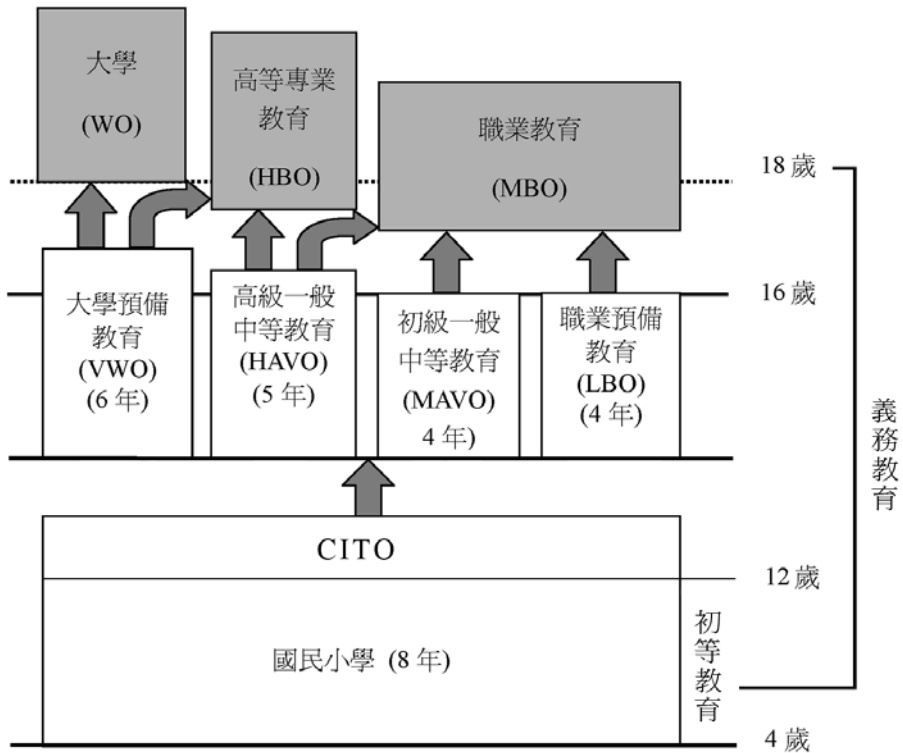 大學
(WO)
高等專業
教育
(HBO)
職業教育
(MBO)
18 歲
大學預備
教育
(VWO)
(6 年)
高級一般
中等教育
(HAVO)
(5 年)
初級一般
中等教育
(MAVO)
4 年)
職業預備
教育
(LBO)
(4 年)
16 歲
義務教育
CITO
12 歲
國民小學 (8 年)
初等教育
4 歲